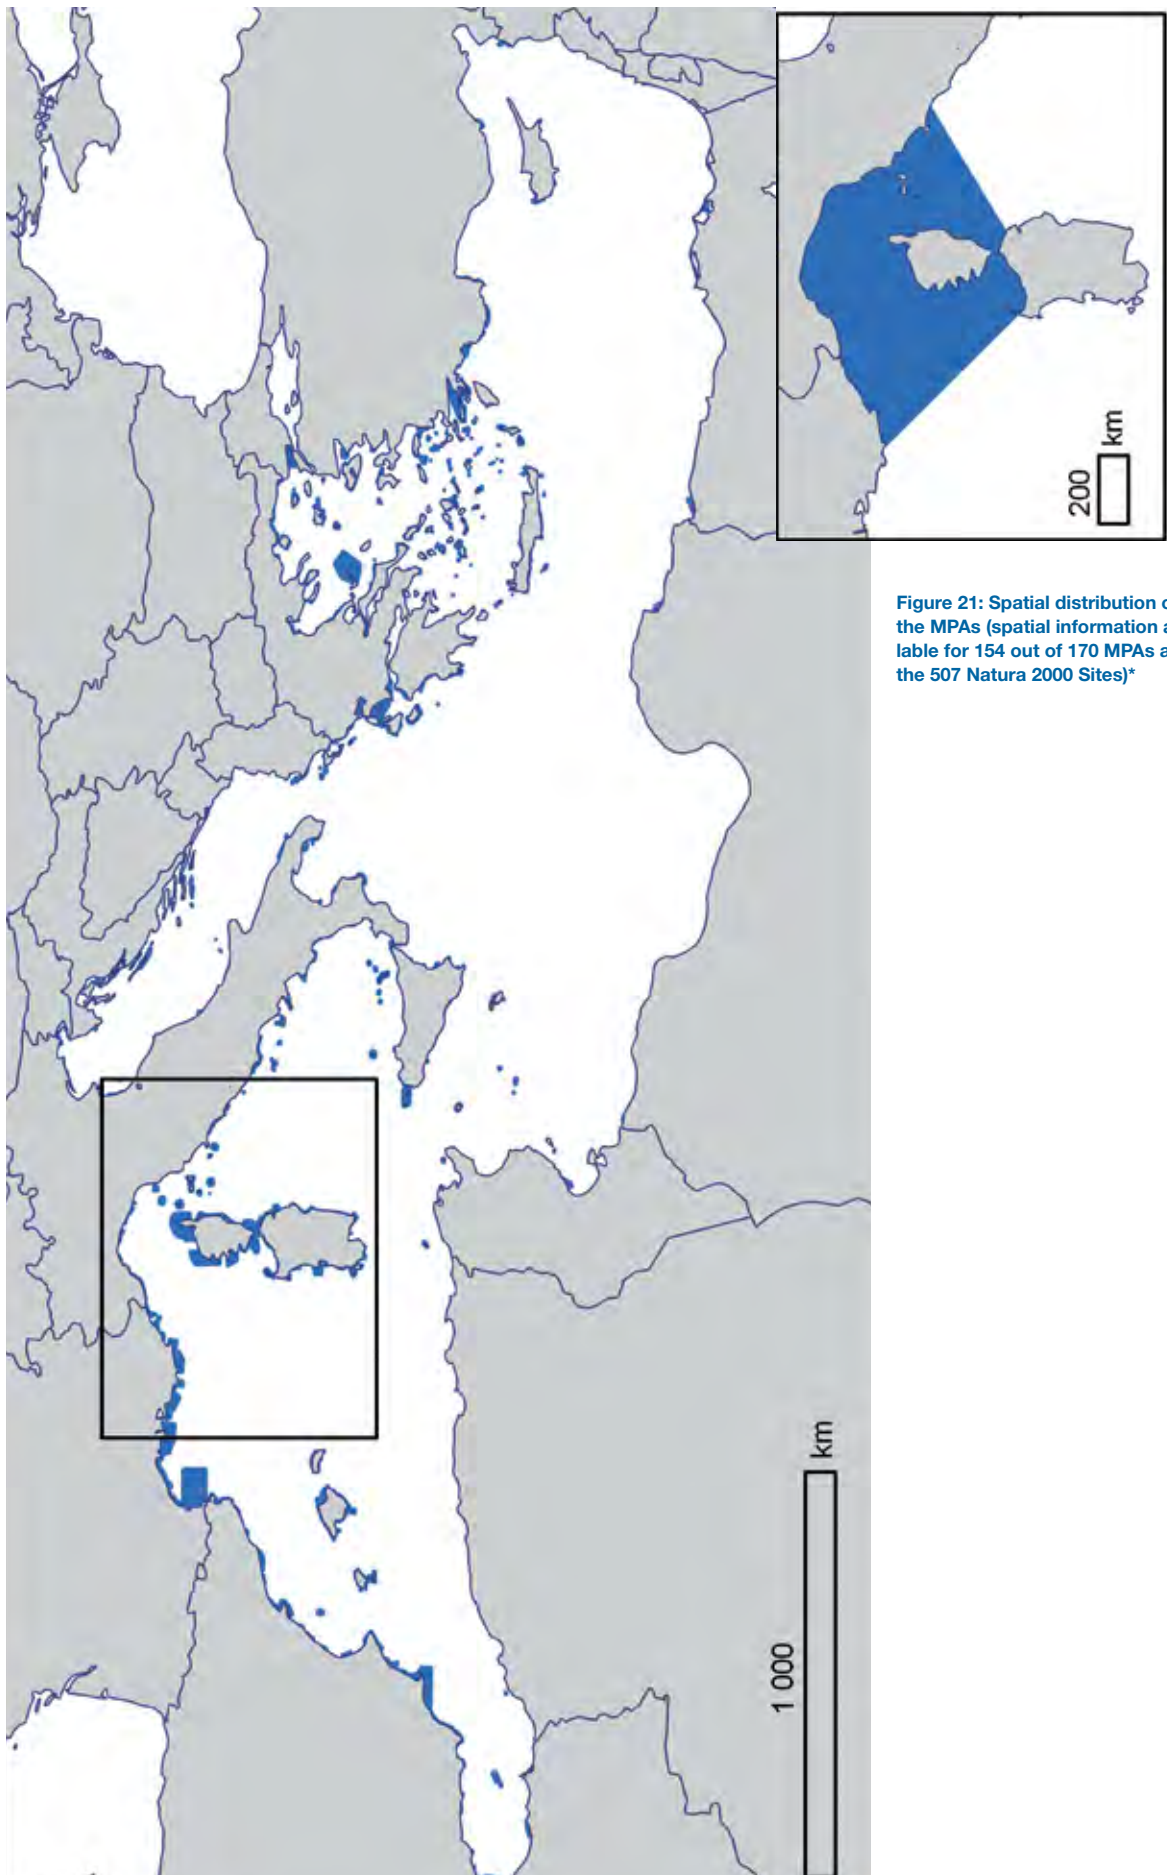 200
km
Figure 21: Spatial distribution
the MPAs (spatial information
lable for 154 out of 170 MPAs
the 507 Natura 2000 Sites)*
km
1 000